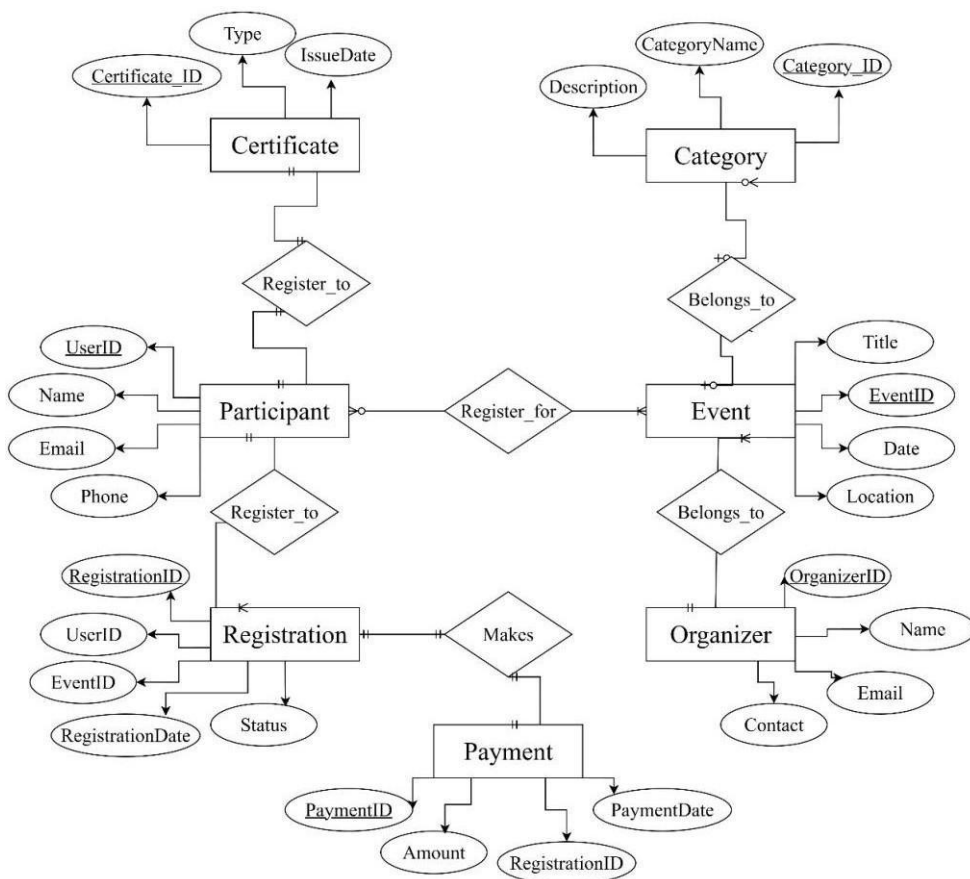 Type
CategoryName
IssueDate
Certificate_ID
Category_ID
Description
Certificate
Category
Register_to
Belongs_to
UserID
Title
Name
EventID
Participant
Register_for
Event
Email
Date
Phone
Location
Register_to
Belongs_to
RegistrationID
OrganizerID
UserID
Registration
Makes
Organizer
Name
EventID
Email
RegistrationDate
Status
Contact
Payment
PaymentID
PaymentDate
Amount
RegistrationID